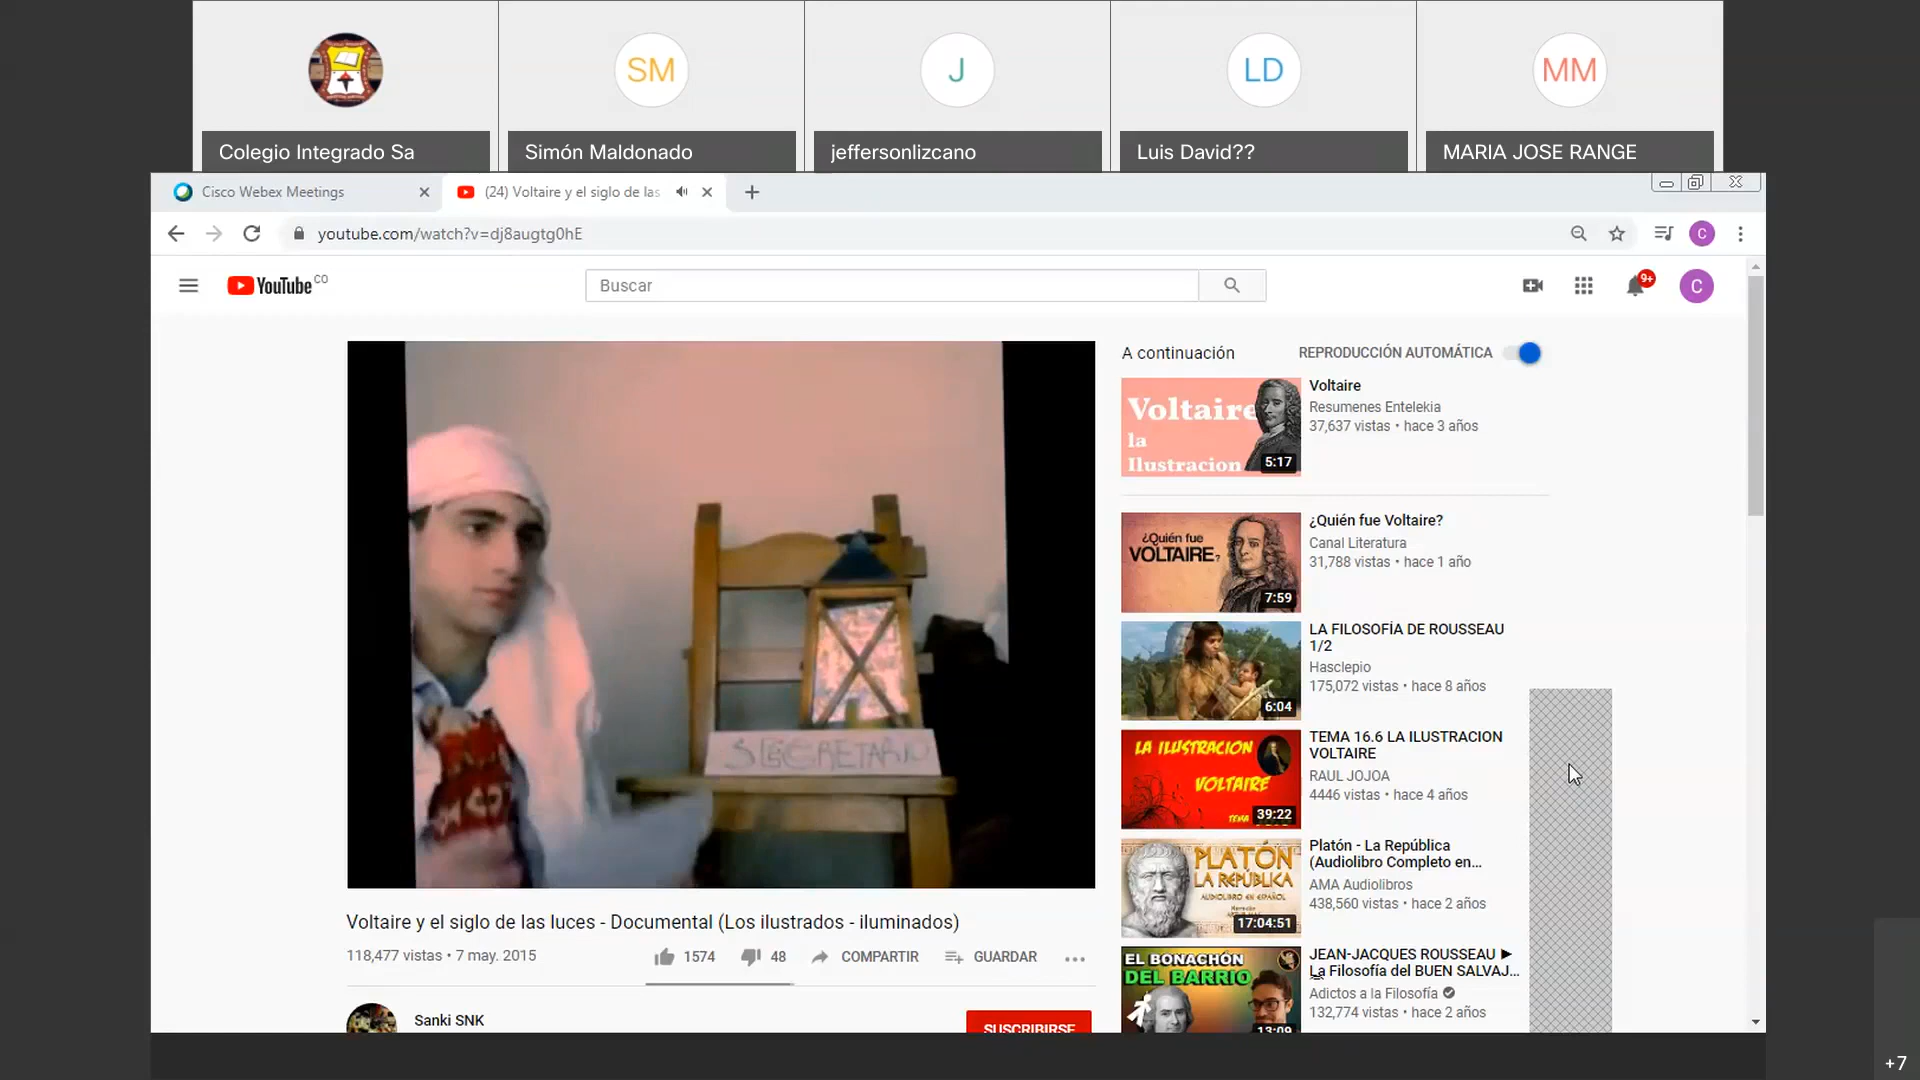 SM
J
LD
MM
Colegio Integrado Sa
Simón Maldonado
jeffersonlizcano
Luis David??
MARIA JOSE RANGE
Cisco Webex Meetings
(24) Voltaire y el siglo de las
youtube.com/watch?v=dj8augtg0hE
C
YouTube CO
Buscar
9+
C
A continuación
REPRODUCCIÓN AUTOMÁTICA
Voltaire
la
Ilustracion
5:17
Voltaire
Resumenes Entelekia
37,637 vistas • hace 3 años
¿Quién fue
VOLTAIRE?
7:59
¿Quién fue Voltaire?
Canal Literatura
31,788 vistas • hace 1 año
6:04
LA FILOSOFÍA DE ROUSSEAU
1/2
Hasclepio
175,072 vistas • hace 8 años
LA ILUSTRACION
VOLTAIRE
TEMA
39:22
TEMA 16.6 LA ILUSTRACION
VOLTAIRE
RAUL JOJOA
4446 vistas • hace 4 años
PLATÓN
LA REPÚBLICA
AUDIOLIBRO EN ESPAÑOL
17:04:51
Platón - La República
(Audiolibro Completo en...
AMA Audiolibros
438,560 vistas • hace 2 años
EL BONACHÓN
DEL BARRIO
13:09
JEAN-JACQUES ROUSSEAU ▶
La Filosofía del BUEN SALVAJ...
Adictos a la Filosofía
132,774 vistas • hace 2 años
SECRETARIO
Voltaire y el siglo de las luces - Documental (Los ilustrados - iluminados)
118,477 vistas • 7 may. 2015
1574
48
COMPARTIR
GUARDAR
Sanki SNK
SUSCRIBIRSE
+7